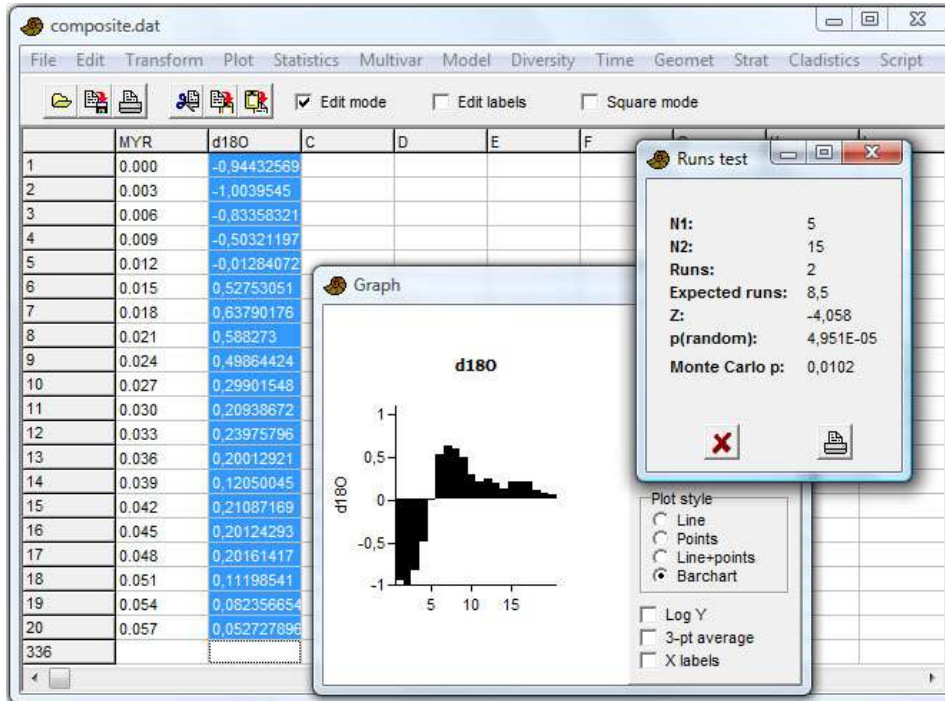 composite.dat
File Edit Transform Plot Statistics Multivar Model Diversity Time Geomet Strat Cladistics Script
Edit mode Edit labels Square mode
MYR d18O C D E F
1 0.000 -0,94432569
2 0.003 -1,0039545
3 0.006 -0,83358321
4 0.009 -0,50321197
5 0.012 -0,01284072
6 0.015 0,52753051
7 0.018 0,63790176
8 0.021 0,588273
9 0.024 0,49864424
10 0.027 0,29901548
11 0.030 0,20938672
12 0.033 0,23975796
13 0.036 0,20012921
14 0.039 0,12050045
15 0.042 0,21087169
16 0.045 0,20124293
17 0.048 0,20161417
18 0.051 0,11198541
19 0.054 0,082356654
20 0.057 0,052727896
336
Runs test
N1: 5
N2: 15
Runs: 2
Expected runs: 8,5
Z: -4,058
p(random): 4,951E-05
Monte Carlo p: 0,0102
Graph
d18O
d18O
1
0,5
0
-0,5
-1
5 10 15
Plot style
Line
Points
Line+points
Barchart
Log Y
3-pt average
X labels